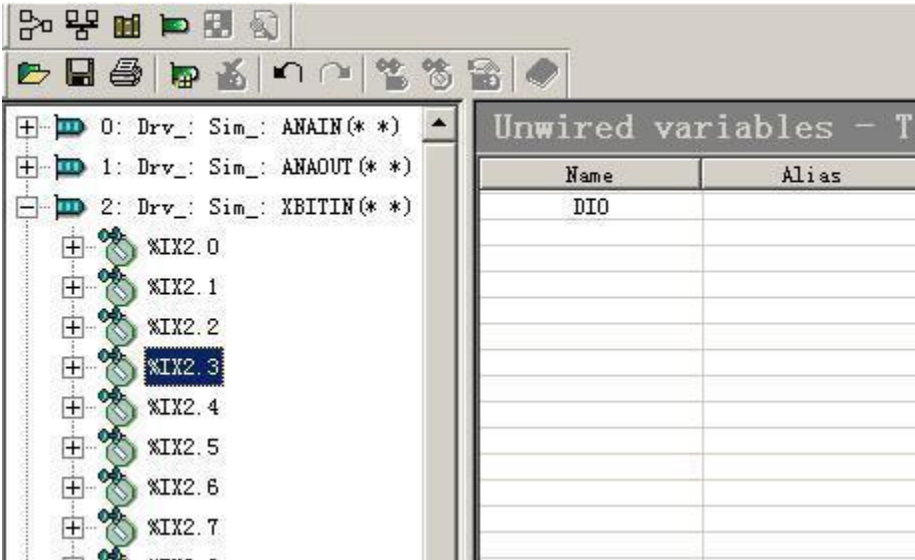 0: Drv_: Sim_: ANAIN(* *)
1: Drv_: Sim_: ANAOUT(* *)
2: Drv_: Sim_: XBITIN(* *)
%IX2.0
%IX2.1
%IX2.2
%IX2.3
%IX2.4
%IX2.5
%IX2.6
%IX2.7
Unwired variables - T
Name Alias
DIO